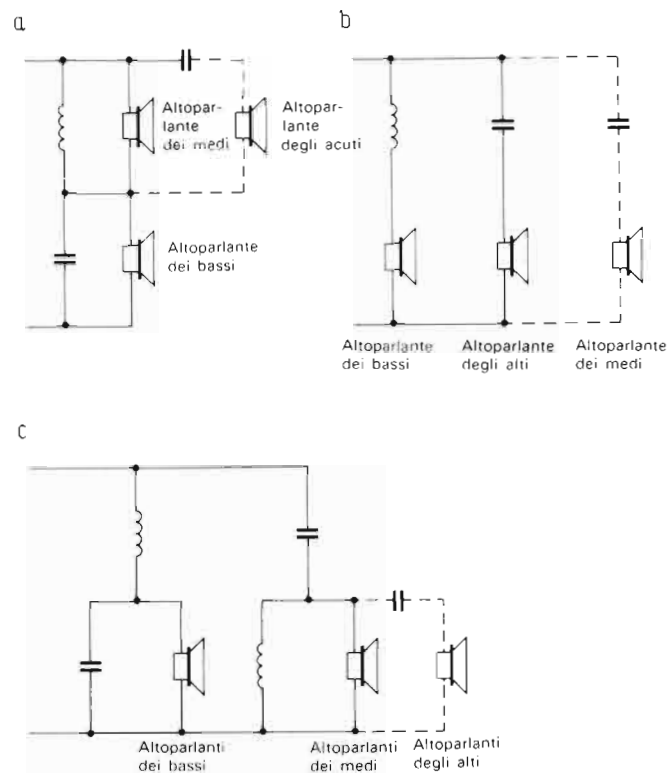 a
b
Altopar-
lante
dei medi
Altopar-
lante
degli acuti
Altoparlante
dei bassi
Altoparlante
dei bassi
Altoparlante
degli alti
Altoparlante
dei medi
c
Altoparlanti
dei bassi
Altoparlanti
dei medi
Altoparlanti
degli alti